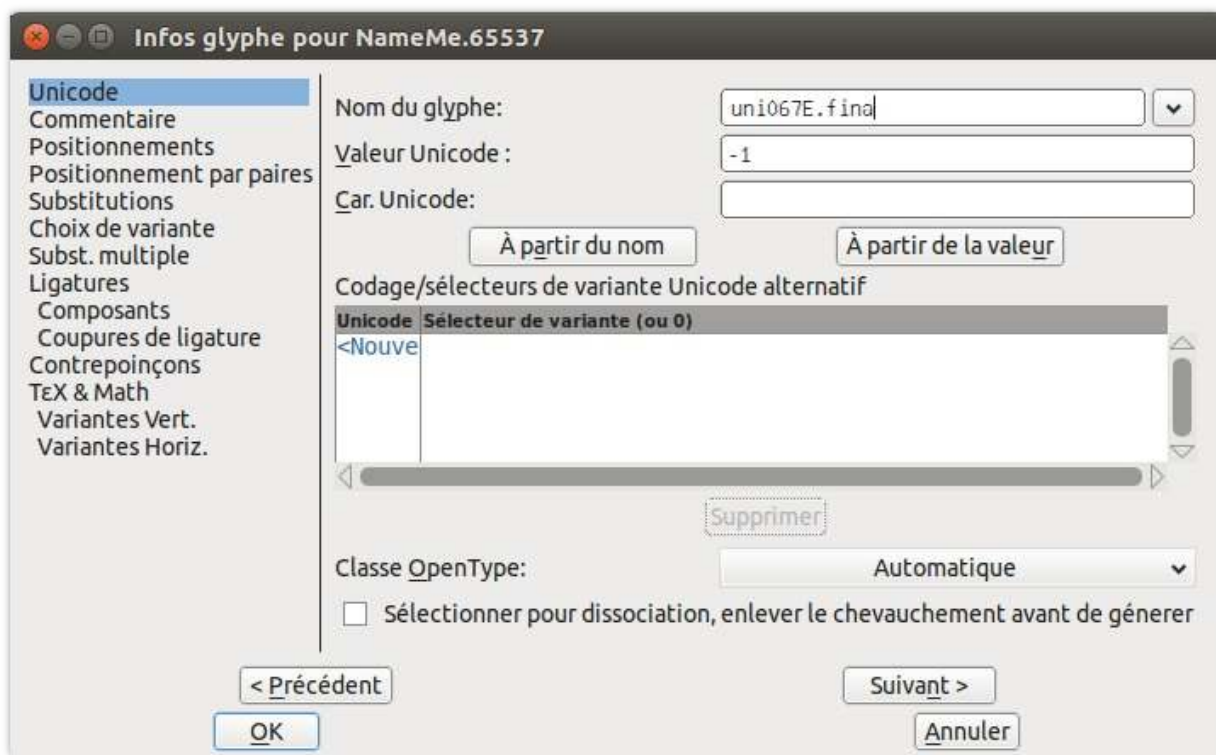 Infos glyphe pour NameMe.65537
Unicode
Commentaire
Positionnements
Positionnement par paires
Substitutions
Choix de variante
Subst. multiple
Ligatures
Composants
Coupures de ligature
Contrepoinçons
TεX & Math
Variantes Vert.
Variantes Horiz.
Nom du glyphe: uni067E.fina
Valeur Unicode : -1
Car. Unicode:
À partir du nom À partir de la valeur
Codage/sélecteurs de variante Unicode alternatif
Unicode Sélecteur de variante (ou 0)
<Nouve
Supprimer
Classe OpenType: Automatique
Sélectionner pour dissociation, enlever le chevauchement avant de génerer
< Précédent Suivant >
OK Annuler